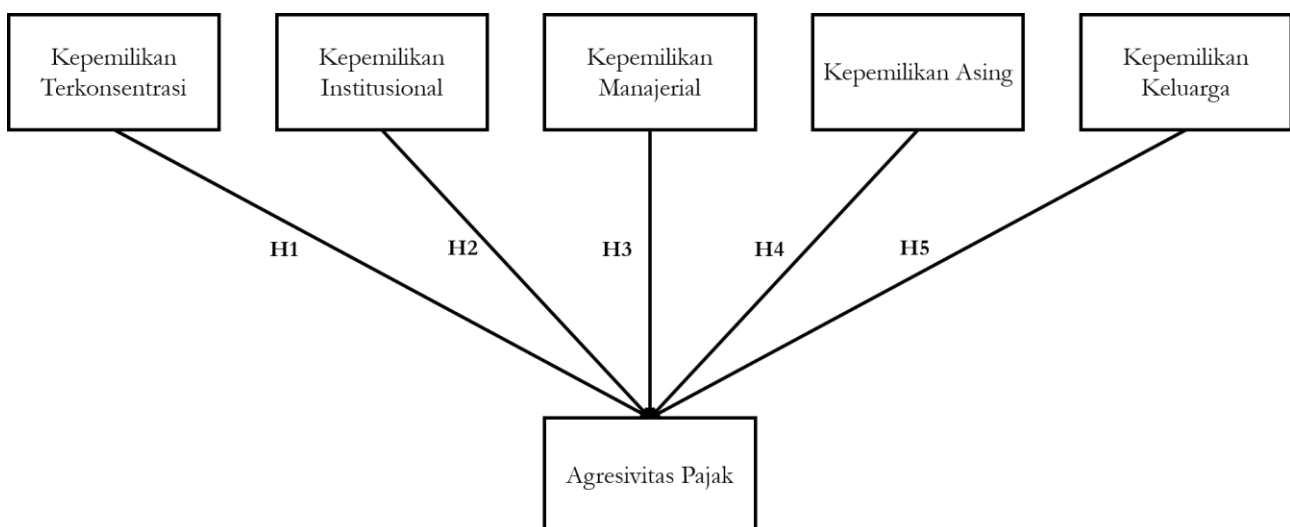 Kepemilikan
Terkonsentrasi
Kepemilikan
Institusional
Kepemilikan
Manajerial
Kepemilikan Asing
Kepemilikan
Keluarga
H1
H2
H3
H4
H5
Agresivitas Pajak